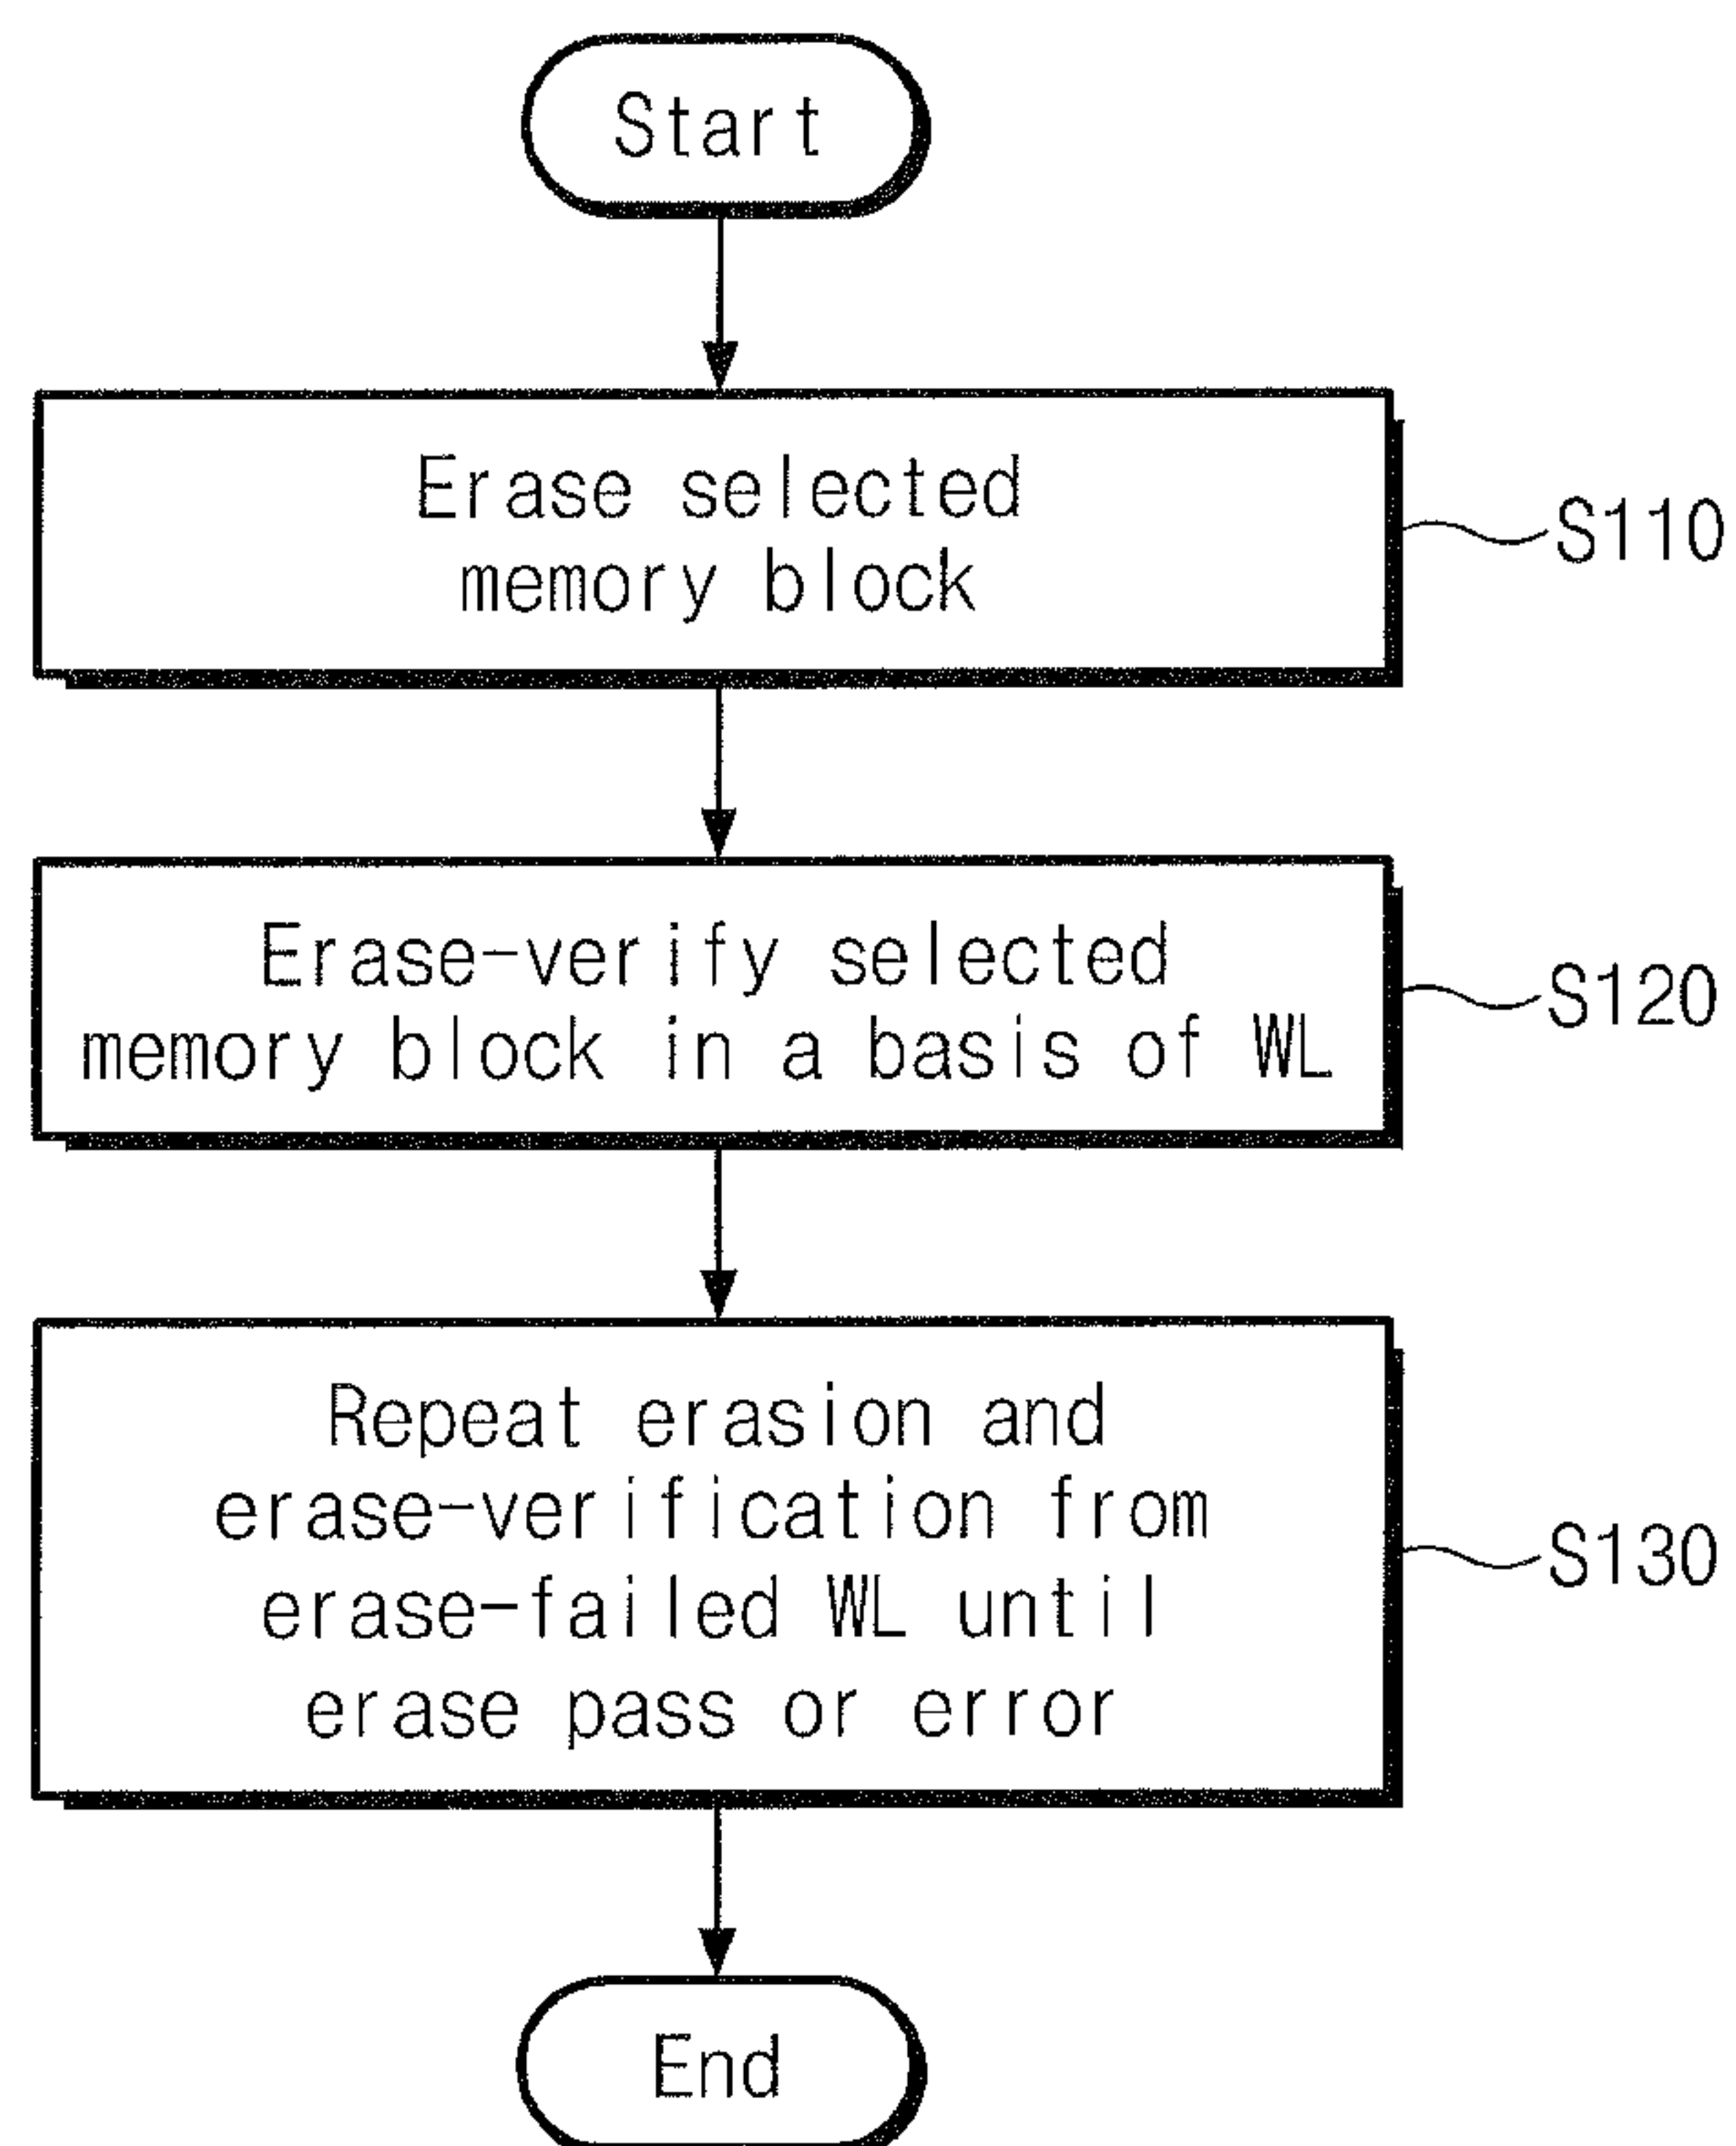 Start
Erase selected
memory block
S110
Erase-verify selected
memory block in a basis of WL
S120
Repeat erasion and
erase-verification from
erase-failed WL until
erase pass or error
S130
End